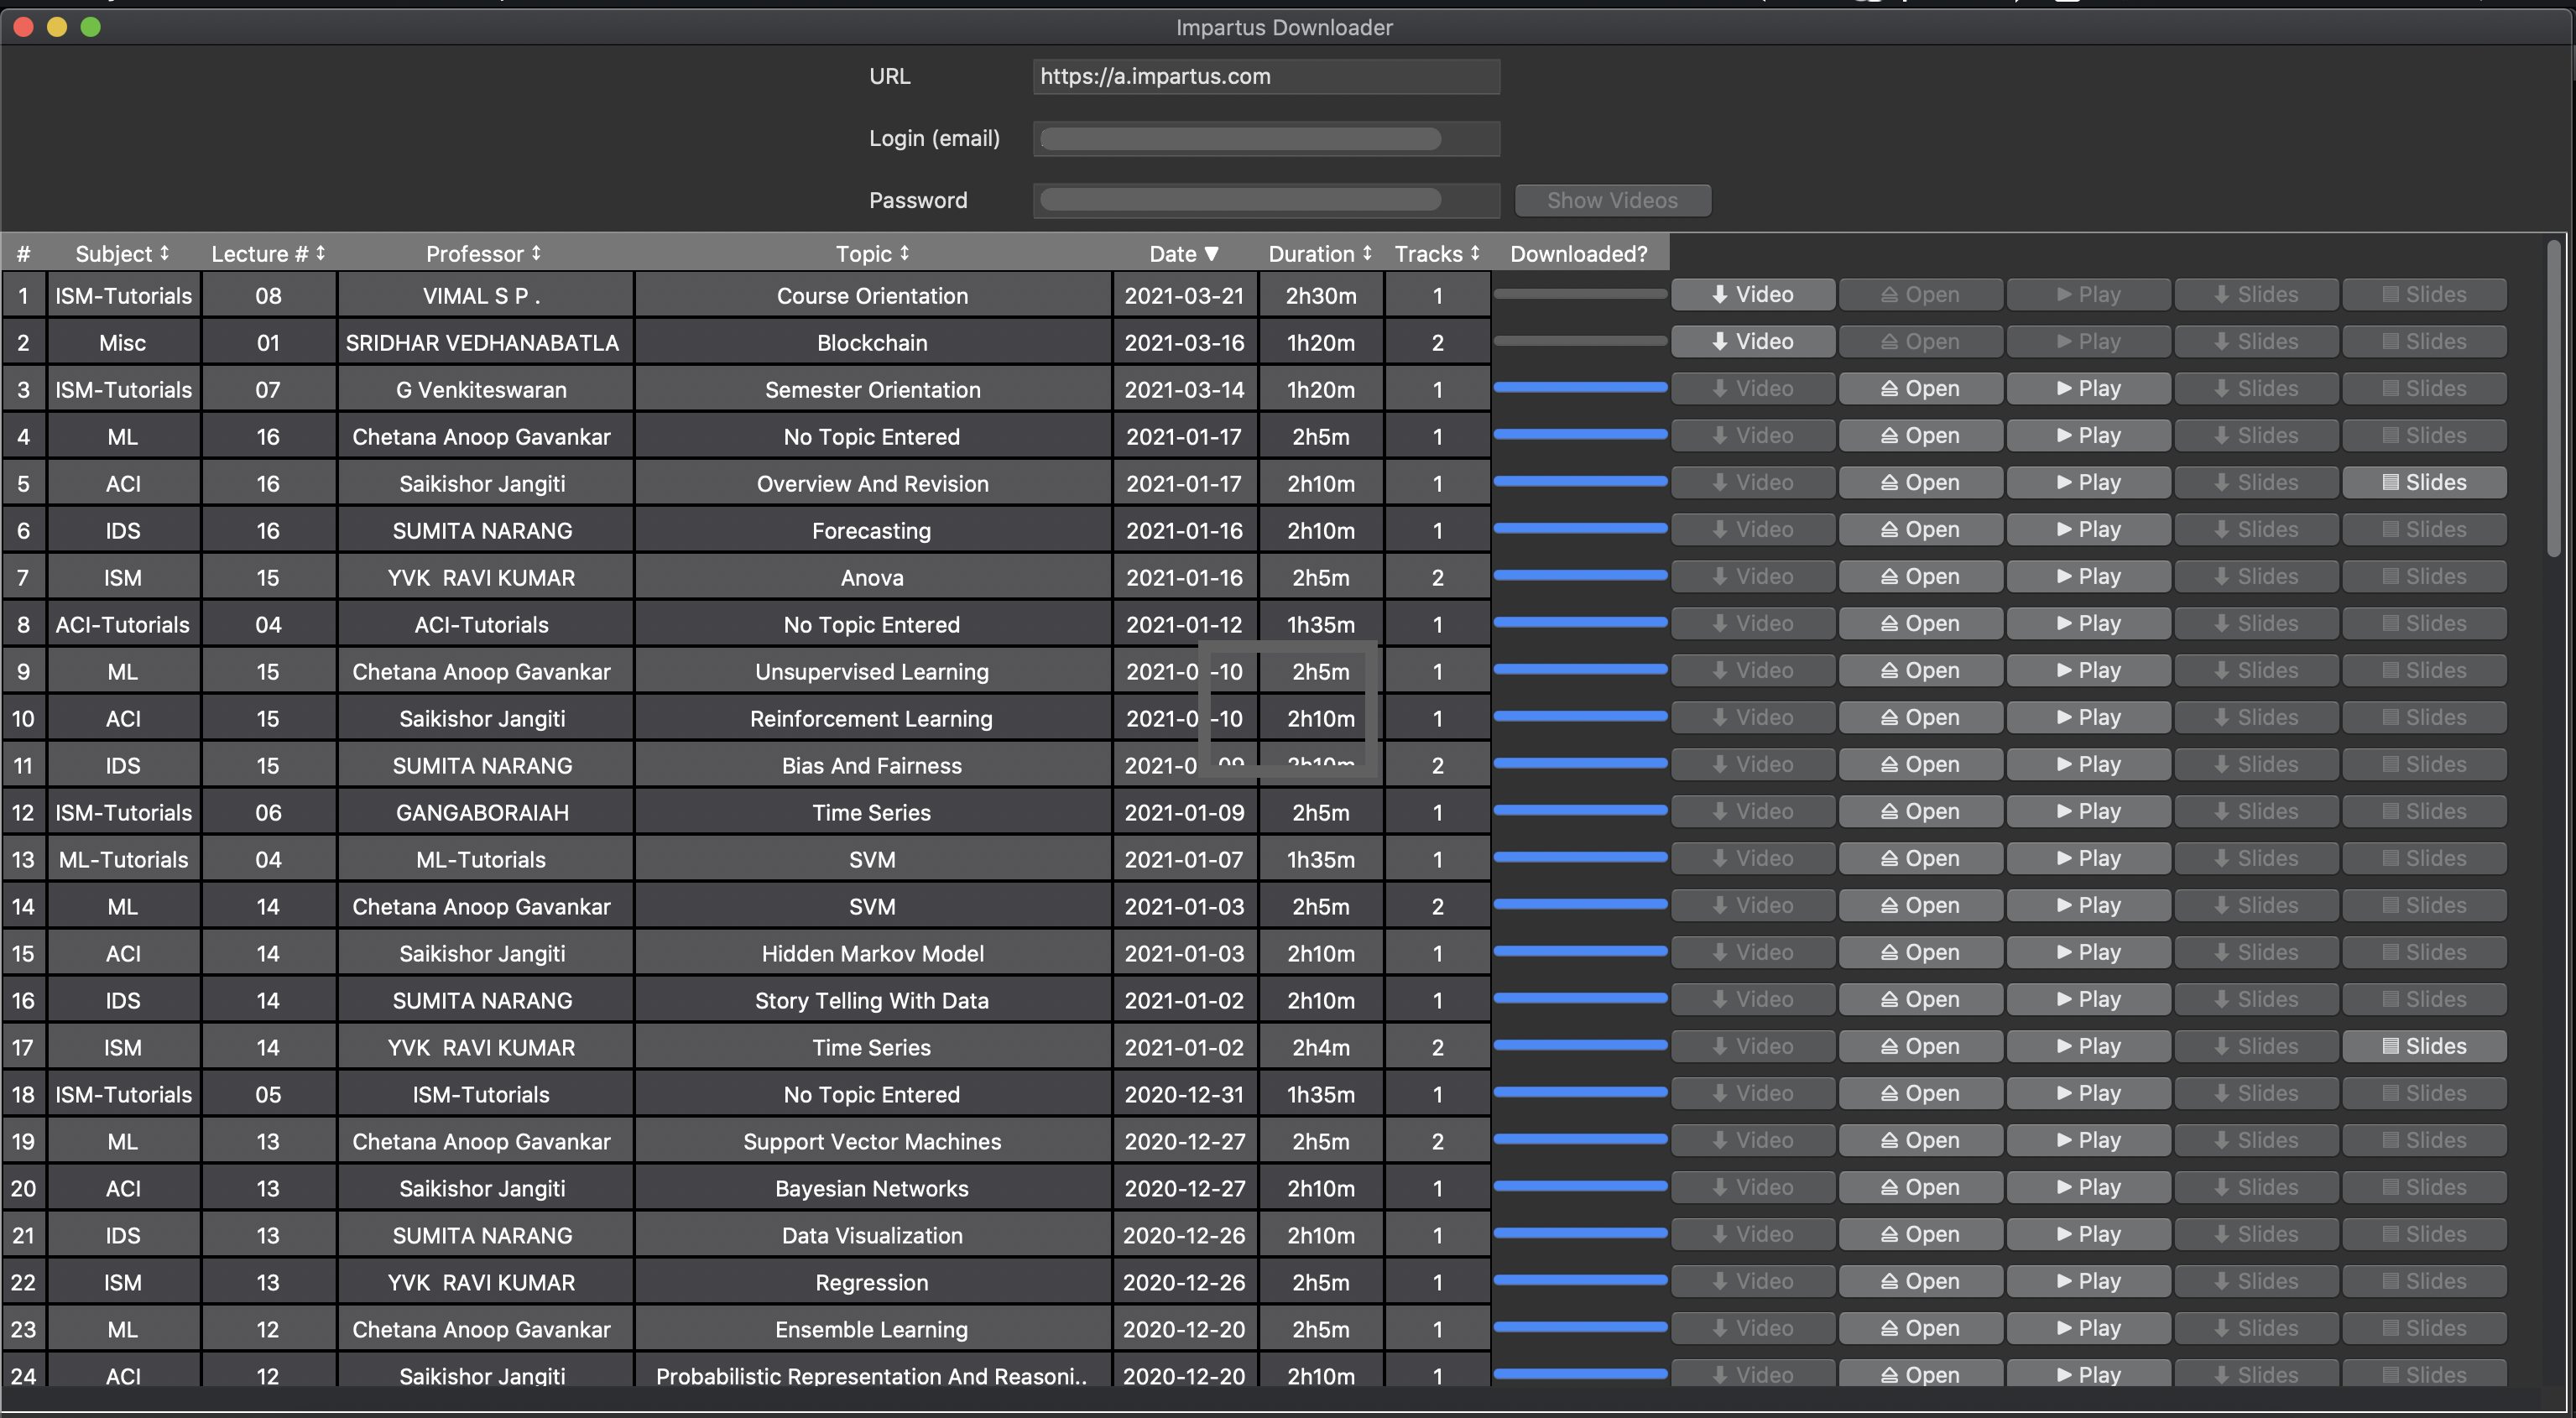 Impartus Downloader
URL https://a.impartus.com
Login (email)
Password Show Videos
# Subject Lecture # Professor Topic Date ▼ Duration Tracks Downloaded?
1 ISM-Tutorials 08 VIMAL S P . Course Orientation 2021-03-21 2h30m 1 Video Open Play Slides Slides
2 Misc 01 SRIDHAR VEDHANABATLA Blockchain 2021-03-16 1h20m 2 Video Open Play Slides Slides
3 ISM-Tutorials 07 G Venkiteswaran Semester Orientation 2021-03-14 1h20m 1 Video Open Play Slides Slides
4 ML 16 Chetana Anoop Gavankar No Topic Entered 2021-01-17 2h5m 1 Video Open Play Slides Slides
5 ACI 16 Saikishor Jangiti Overview And Revision 2021-01-17 2h10m 1 Video Open Play Slides Slides
6 IDS 16 SUMITA NARANG Forecasting 2021-01-16 2h10m 1 Video Open Play Slides Slides
7 ISM 15 YVK RAVI KUMAR Anova 2021-01-16 2h5m 2 Video Open Play Slides Slides
8 ACI-Tutorials 04 ACI-Tutorials No Topic Entered 2021-01-12 1h35m 1 Video Open Play Slides Slides
9 ML 15 Chetana Anoop Gavankar Unsupervised Learning 2021-0 -10 2h5m 1 Video Open Play Slides Slides
10 ACI 15 Saikishor Jangiti Reinforcement Learning 2021-0 -10 2h10m 1 Video Open Play Slides Slides
11 IDS 15 SUMITA NARANG Bias And Fairness 2021-0 -09 2h10m 2 Video Open Play Slides Slides
12 ISM-Tutorials 06 GANGABORAIAH Time Series 2021-01-09 2h5m 1 Video Open Play Slides Slides
13 ML-Tutorials 04 ML-Tutorials SVM 2021-01-07 1h35m 1 Video Open Play Slides Slides
14 ML 14 Chetana Anoop Gavankar SVM 2021-01-03 2h5m 2 Video Open Play Slides Slides
15 ACI 14 Saikishor Jangiti Hidden Markov Model 2021-01-03 2h10m 1 Video Open Play Slides Slides
16 IDS 14 SUMITA NARANG Story Telling With Data 2021-01-02 2h10m 1 Video Open Play Slides Slides
17 ISM 14 YVK RAVI KUMAR Time Series 2021-01-02 2h4m 2 Video Open Play Slides Slides
18 ISM-Tutorials 05 ISM-Tutorials No Topic Entered 2020-12-31 1h35m 1 Video Open Play Slides Slides
19 ML 13 Chetana Anoop Gavankar Support Vector Machines 2020-12-27 2h5m 2 Video Open Play Slides Slides
20 ACI 13 Saikishor Jangiti Bayesian Networks 2020-12-27 2h10m 1 Video Open Play Slides Slides
21 IDS 13 SUMITA NARANG Data Visualization 2020-12-26 2h10m 1 Video Open Play Slides Slides
22 ISM 13 YVK RAVI KUMAR Regression 2020-12-26 2h5m 1 Video Open Play Slides Slides
23 ML 12 Chetana Anoop Gavankar Ensemble Learning 2020-12-20 2h5m 1 Video Open Play Slides Slides
24 ACI 12 Saikishor Jangiti Probabilistic Representation And Reasoni.. 2020-12-20 2h10m 1 Video Open Play Slides Slides